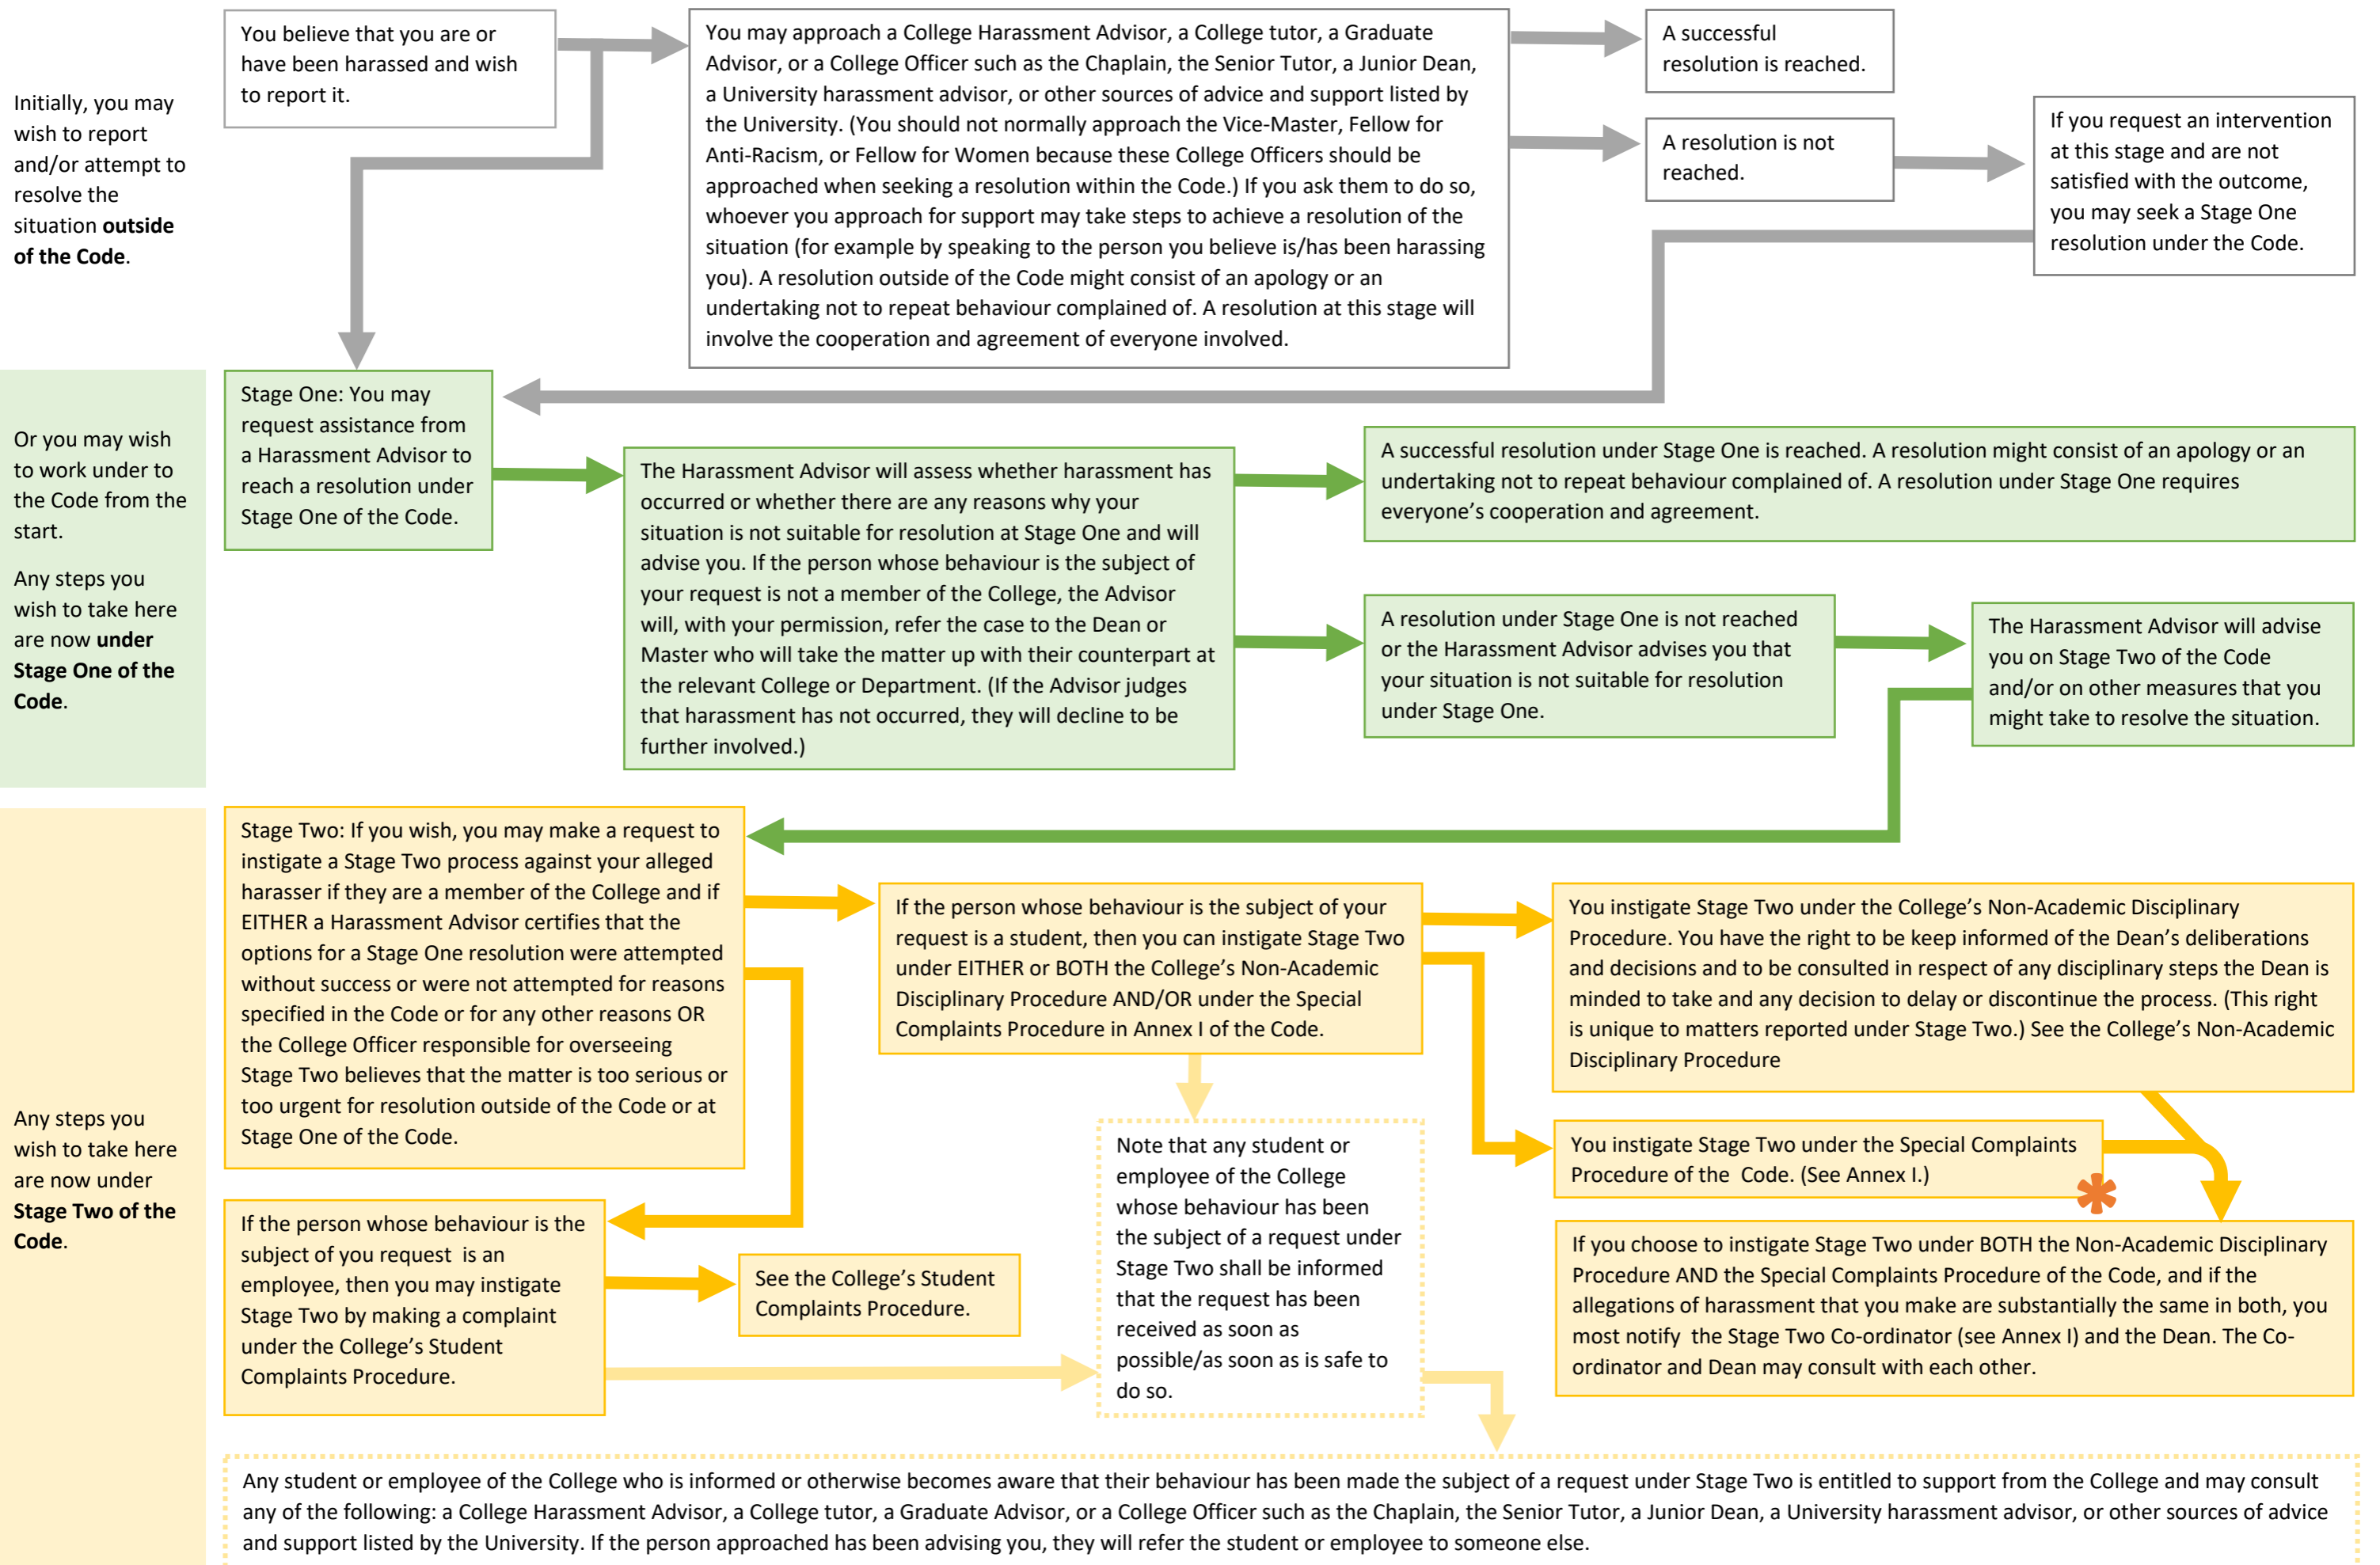 Initially, you may
wish to report
and/or attempt to
resolve the
situation outside
of the Code.
You believe that you are or
have been harassed and wish
to report it.
You may approach a College Harassment Advisor, a College tutor, a Graduate
Advisor, or a College Officer such as the Chaplain, the Senior Tutor, a Junior Dean,
a University harassment advisor, or other sources of advice and support listed by
the University. (You should not normally approach the Vice-Master, Fellow for
Anti-Racism, or Fellow for Women because these College Officers should be
approached when seeking a resolution within the Code.) If you ask them to do so,
whoever you approach for support may take steps to achieve a resolution of the
situation (for example by speaking to the person you believe is/has been harassing
you). A resolution outside of the Code might consist of an apology or an
undertaking not to repeat behaviour complained of. A resolution at this stage will
involve the cooperation and agreement of everyone involved.
A successful
resolution is reached.
A resolution is not
reached.
If you request an intervention
at this stage and are not
satisfied with the outcome,
you may seek a Stage One
resolution under the Code.
Or you may wish
to work under to
the Code from the
start.
Any steps you
wish to take here
are now under
Stage One of the
Code.
Stage One: You may
request assistance from
a Harassment Advisor to
reach a resolution under
Stage One of the Code.
The Harassment Advisor will assess whether harassment has
occurred or whether there are any reasons why your
situation is not suitable for resolution at Stage One and will
advise you. If the person whose behaviour is the subject of
your request is not a member of the College, the Advisor
will, with your permission, refer the case to the Dean or
Master who will take the matter up with their counterpart at
the relevant College or Department. (If the Advisor judges
that harassment has not occurred, they will decline to be
further involved.)
A successful resolution under Stage One is reached. A resolution might consist of an apology or an
undertaking not to repeat behaviour complained of. A resolution under Stage One requires
everyone's cooperation and agreement.
A resolution under Stage One is not reached
or the Harassment Advisor advises you that
your situation is not suitable for resolution
under Stage One.
The Harassment Advisor will advise
you on Stage Two of the Code
and/or on other measures that you
might take to resolve the situation.
Any steps you
wish to take here
are now under
Stage Two of the
Code.
Stage Two: If you wish, you may make a request to
instigate a Stage Two process against your alleged
harasser if they are a member of the College and if
EITHER a Harassment Advisor certifies that the
options for a Stage One resolution were attempted
without success or were not attempted for reasons
specified in the Code or for any other reasons OR
the College Officer responsible for overseeing
Stage Two believes that the matter is too serious or
too urgent for resolution outside of the Code or at
Stage One of the Code.
If the person whose behaviour is the subject of your
request is a student, then you can instigate Stage Two
under EITHER or BOTH the College's Non-Academic
Disciplinary Procedure AND/OR under the Special
Complaints Procedure in Annex I of the Code.
You instigate Stage Two under the College's Non-Academic Disciplinary
Procedure. You have the right to be keep informed of the Dean's deliberations
and decisions and to be consulted in respect of any disciplinary steps the Dean is
minded to take and any decision to delay or discontinue the process. (This right
is unique to matters reported under Stage Two.) See the College's Non-Academic
Disciplinary Procedure
You instigate Stage Two under the Special Complaints
Procedure of the Code. (See Annex I.)
If you choose to instigate Stage Two under BOTH the Non-Academic Disciplinary
Procedure AND the Special Complaints Procedure of the Code, and if the
allegations of harassment that you make are substantially the same in both, you
most notify the Stage Two Co-ordinator (see Annex I) and the Dean. The Co-
ordinator and Dean may consult with each other.
If the person whose behaviour is the
subject of you request is an
employee, then you may instigate
Stage Two by making a complaint
under the College's Student
Complaints Procedure.
See the College's Student
Complaints Procedure.
Note that any student or
employee of the College
whose behaviour has been
the subject of a request under
Stage Two shall be informed
that the request has been
received as soon as
possible/as soon as is safe to
do so.
Any student or employee of the College who is informed or otherwise becomes aware that their behaviour has been made the subject of a request under Stage Two is entitled to support from the College and may consult
any of the following: a College Harassment Advisor, a College tutor, a Graduate Advisor, or a College Officer such as the Chaplain, the Senior Tutor, a Junior Dean, a University harassment advisor, or other sources of advice
and support listed by the University. If the person approached has been advising you, they will refer the student or employee to someone else.